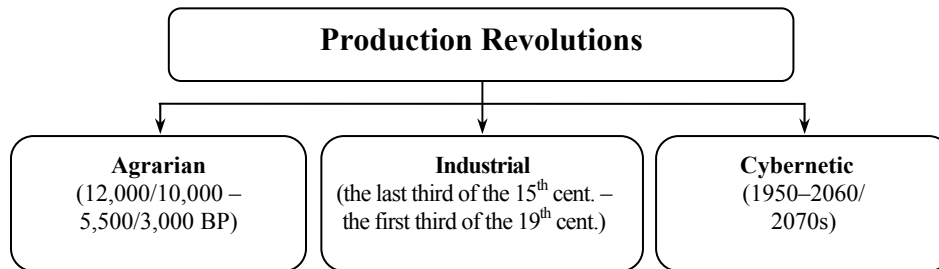 Production Revolutions
Agrarian
(12,000/10,000 –
5,500/3,000 BP)
Industrial
(the last third of the 15th cent. –
the first third of the 19th cent.)
Cybernetic
(1950–2060/
2070s)